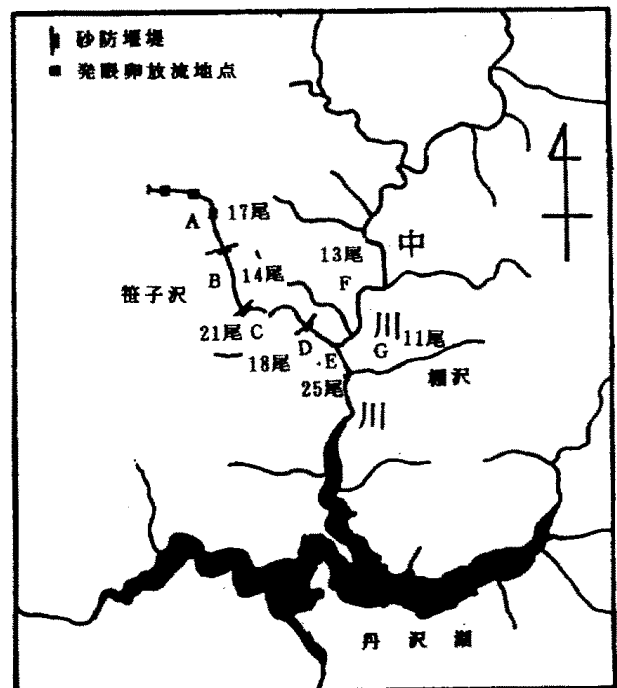 砂防堰堤
発眼卵放流地点
A 17尾
B 14尾
笹子沢
21尾 C
D 18尾
E 25尾
F 13尾
G 11尾
中
川
川
棚沢
丹沢湖